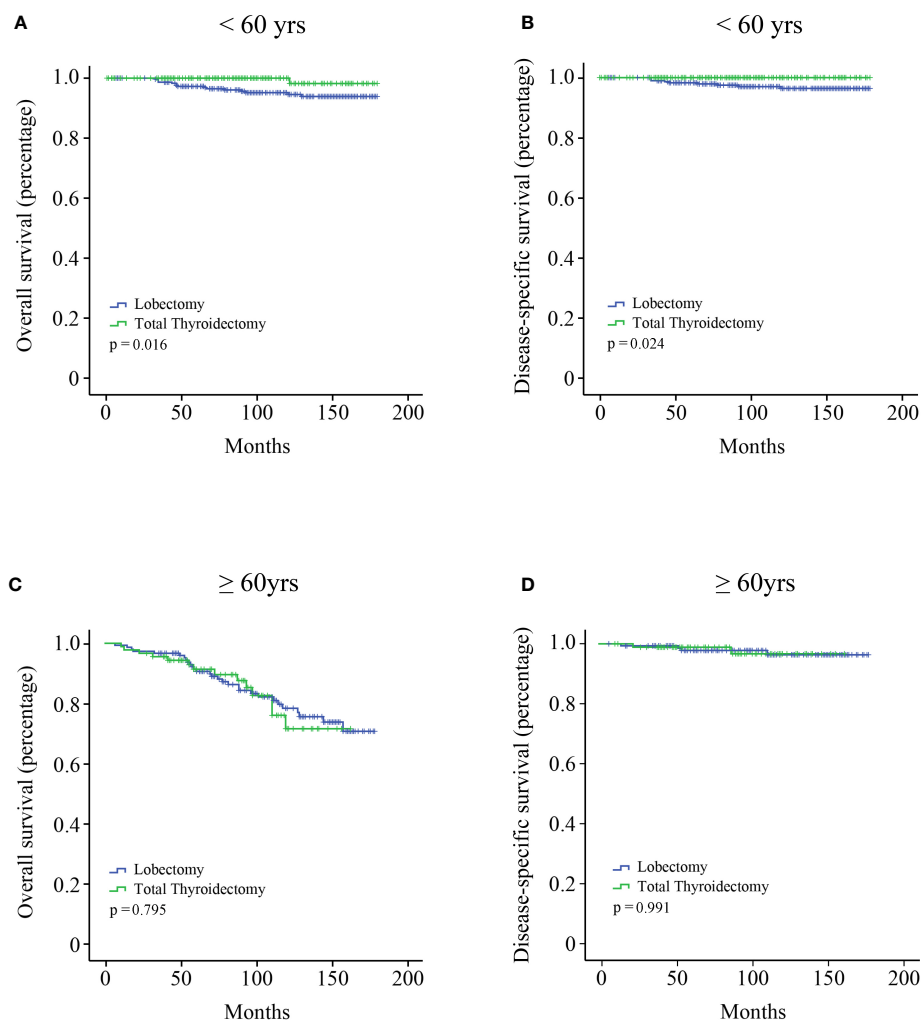 A
< 60 yrs
1.0
0.8
0.6
0.4
0.2
0
Overall survival (percentage)
Lobectomy
Total Thyroidectomy
p = 0.016
0 50 100 150 200
Months
B
< 60 yrs
1.0
0.8
0.6
0.4
0.2
0
Disease-specific survival (percentage)
Lobectomy
Total Thyroidectomy
p = 0.024
0 50 100 150 200
Months
C
≥ 60yrs
1.0
0.8
0.6
0.4
0.2
0
Overall survival (percentage)
Lobectomy
Total Thyroidectomy
p = 0.795
0 50 100 150 200
Months
D
≥ 60yrs
1.0
0.8
0.6
0.4
0.2
0
Disease-specific survival (percentage)
Lobectomy
Total Thyroidectomy
p = 0.991
0 50 100 150 200
Months